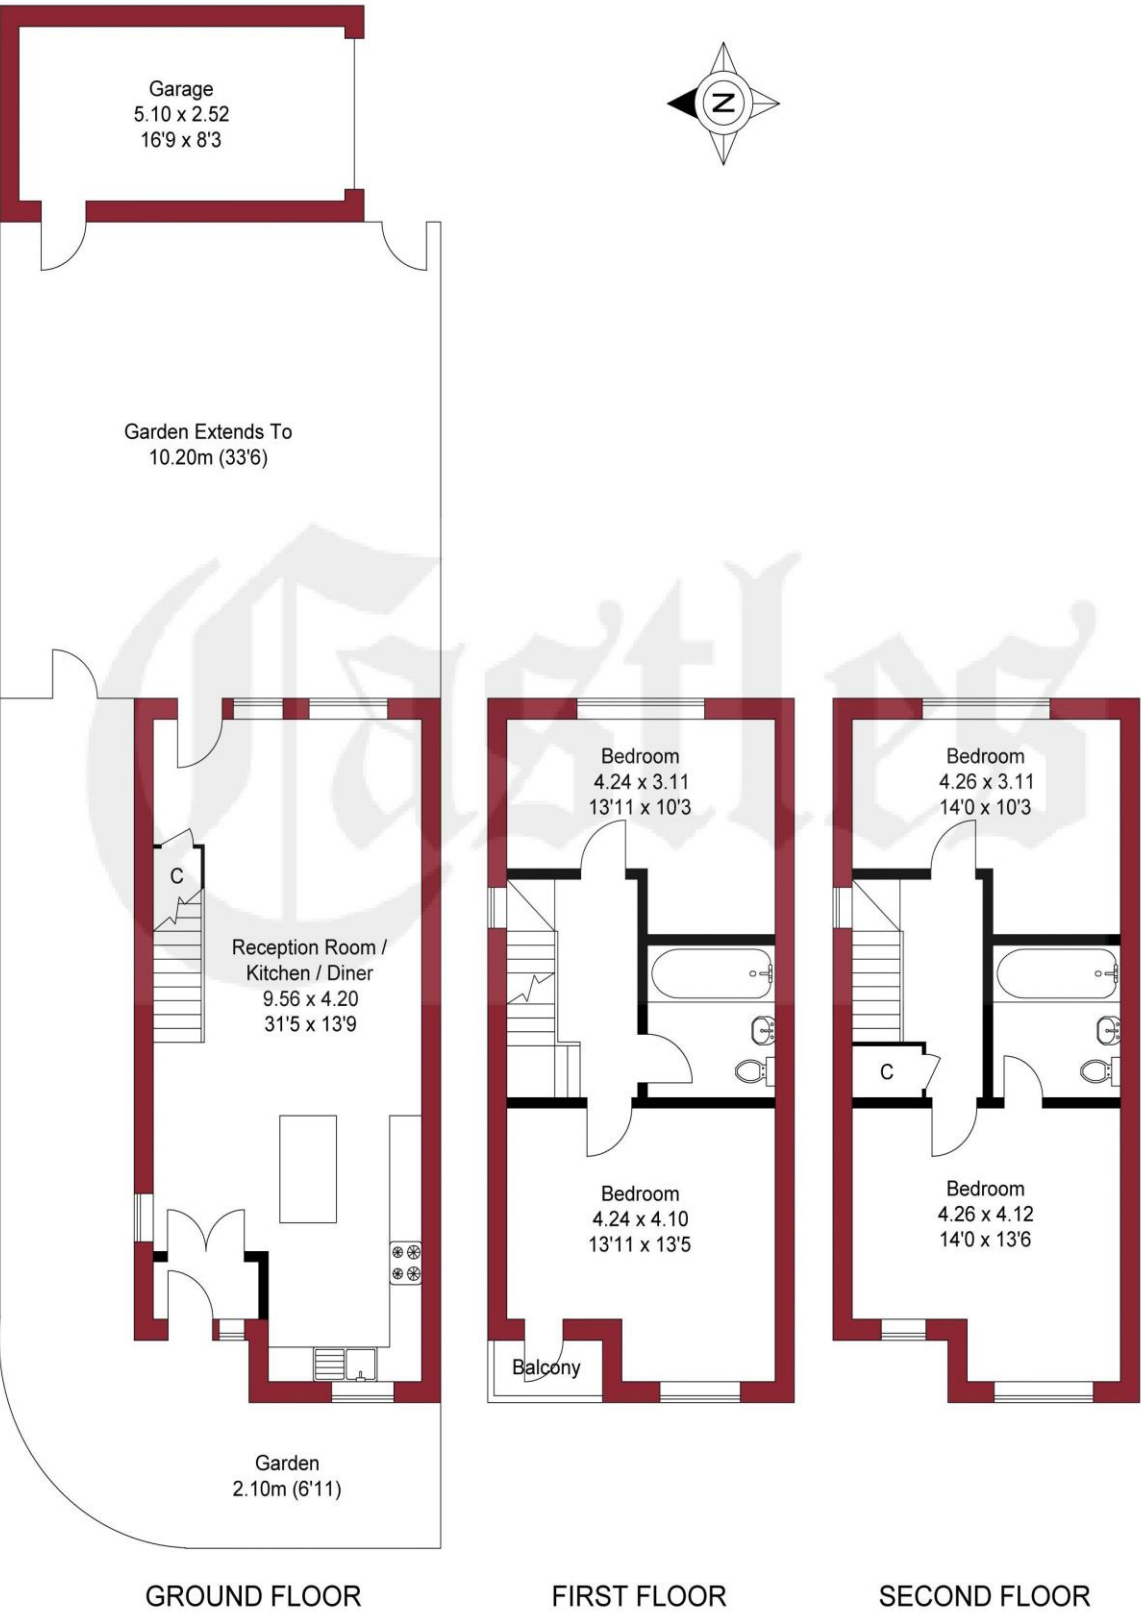 Garage
5.10 x 2.52
16'9 x 8'3
N
Garden Extends To
10.20m (33'6)
Castles
C
Reception Room /
Kitchen / Diner
9.56 x 4.20
31'5 x 13'9
Garden
2.10m (6'11)
GROUND FLOOR
Bedroom
4.24 x 3.11
13'11 x 10'3
Bedroom
4.24 x 4.10
13'11 x 13'5
Balcony
FIRST FLOOR
Bedroom
4.26 x 3.11
14'0 x 10'3
C
Bedroom
4.26 x 4.12
14'0 x 13'6
SECOND FLOOR